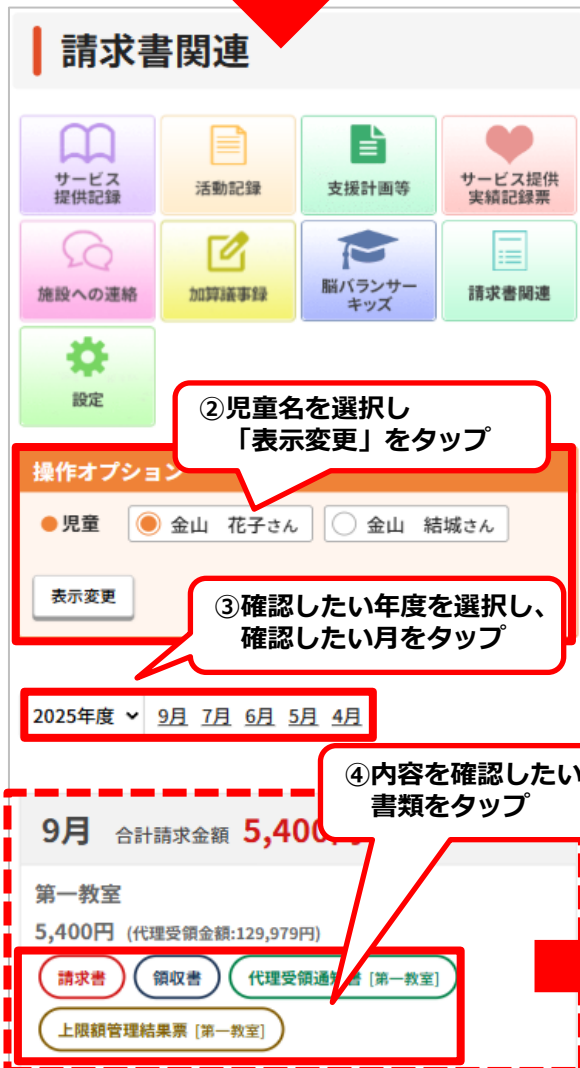 請求書関連
サービス
提供記録
活動記録
支援計画等
サービス提供
実績記録票
施設への連絡
加算議事録
脳バランサー
キッズ
請求書関連
設定
②児童名を選択し
「表示変更」をタップ
操作オプション
●児童 金山 花子さん 金山 結城さん
表示変更
③確認したい年度を選択し、
確認したい月をタップ
2025年度 9月 7月 6月 5月 4月
④内容を確認したい
書類をタップ
9月 合計請求金額 5,400円
第一教室
5,400円 (代理受領金額:129,979円)
請求書 領収書 代理受領通知書 [第一教室]
上限額管理結果票 [第一教室]